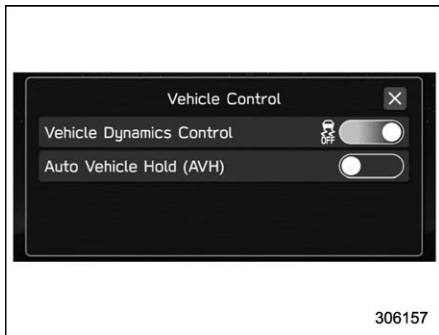 Vehicle Control
Vehicle Dynamics Control OFF
Auto Vehicle Hold (AVH)
306157